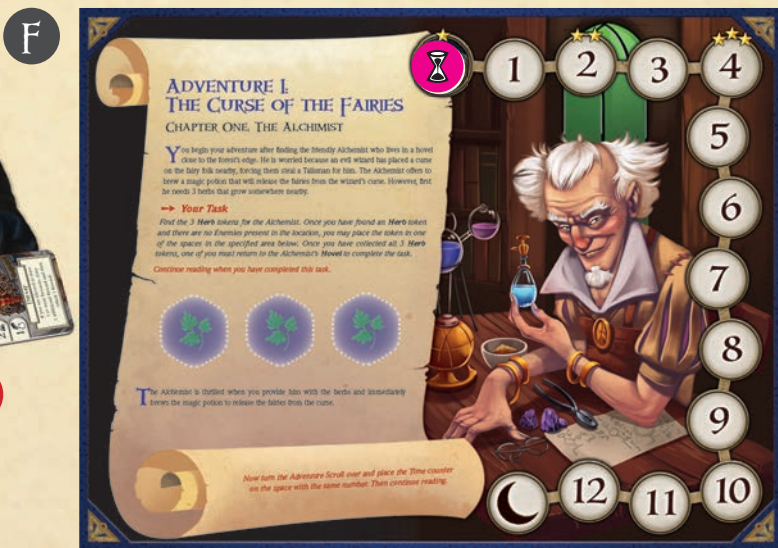 F
ADVENTURE I:
THE CURSE OF THE FAIRIES
CHAPTER ONE: THE ALCHEMIST
You begin your adventure after finding the friendly Alchemist who lives in a hovel
close to the forest's edge. He is worried because an evil wizard has placed a curse
on the fairy folk nearby, forcing them steal a Talisman for him. The Alchemist offers to
brew a magic potion that will release the fairies from the wizard's curse. However, first
he needs 3 herbs that grow somewhere nearby.
Your Task
Find the 3 Herb tokens for the Alchemist. Once you have found an Herb token
and there are no Enemies present in the location, you may place the token in one
of the spaces in the specified area below. Once you have collected all 3 Herb
tokens, one of you must return to the Alchemist's Hovel to complete the task.
Continue reading when you have completed this task.
The Alchemist is thrilled when you provide him with the herbs and immediately
brews the magic potion to release the fairies from the curse.
Now turn the Adventure Scroll over and place the Time counter
on the space with the same number. Then continue reading.
1
2
3
4
5
6
7
8
9
10
11
12